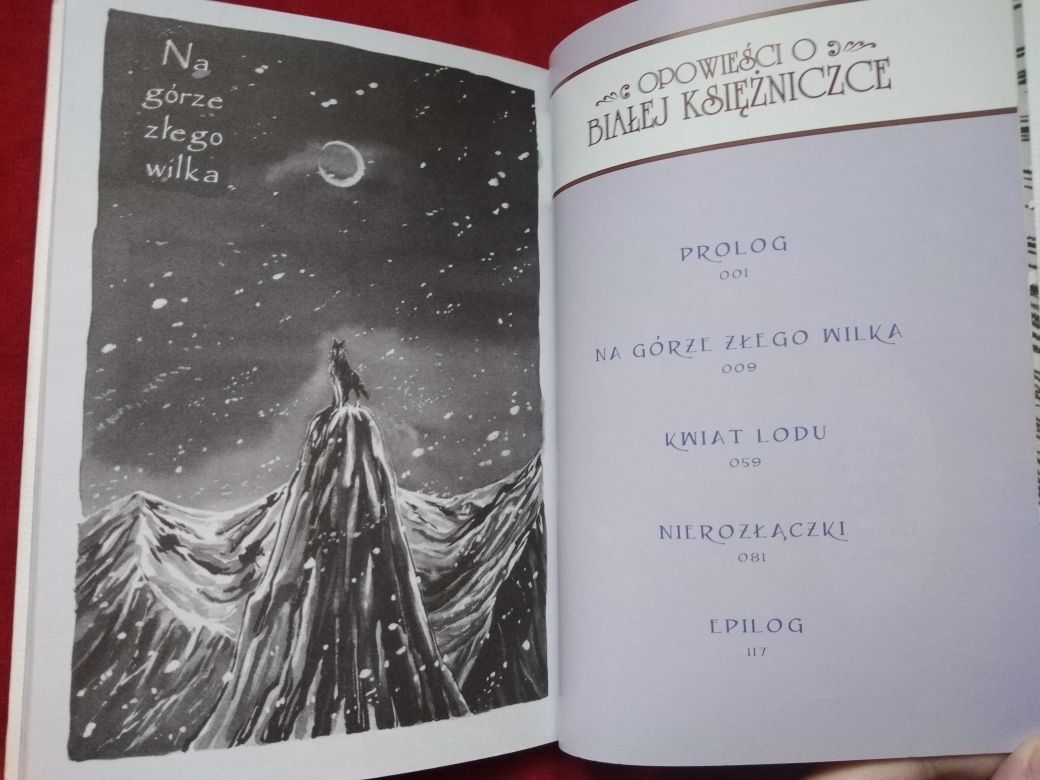 Na
górze
złego
wilka
OPOWIEŚCI O
BIAŁEJ KSIĘŻNICZCE
PROLOG
001
NA GÓRZE ZŁEGO WILKA
009
KWIAT LODU
059
NIEROZŁĄCZKI
081
EPILOG
117